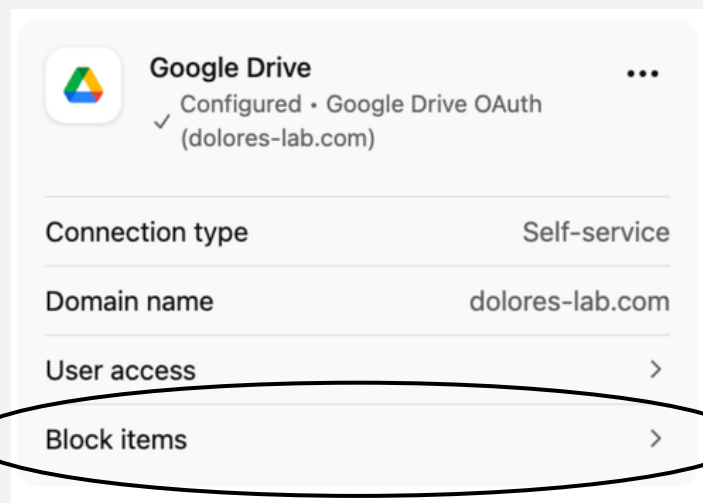 Google Drive
•••
✓ Configured • Google Drive OAuth
(dolores-lab.com)
Connection type Self-service
Domain name dolores-lab.com
User access >
Block items >